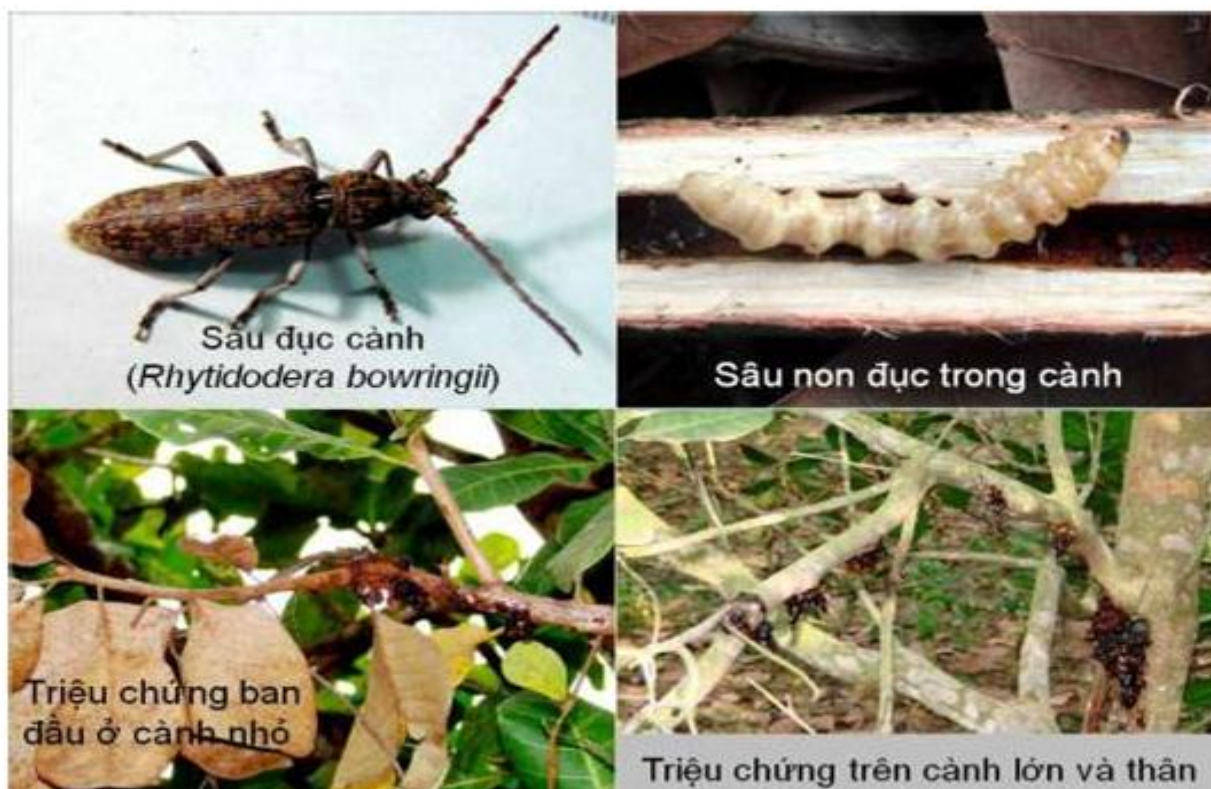 Sâu đục cành
(Rhytidodera bowringii)
Sâu non đục trong cành
Triệu chứng ban
đầu ở cành nhỏ
Triệu chứng trên cành lớn và thân